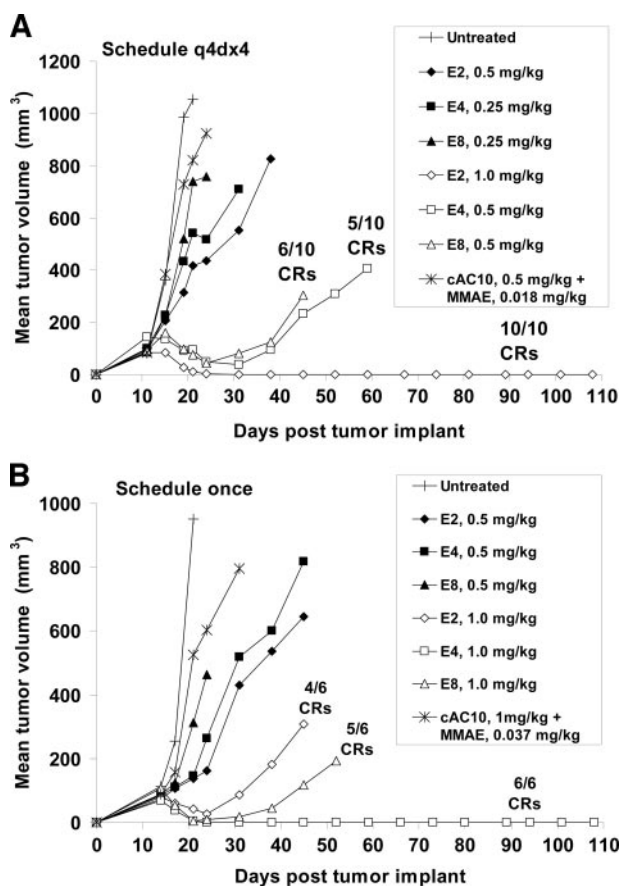 A
Schedule q4dx4
Mean tumor volume (mm³)
1200
1000
800
600
400
200
0
0 10 20 30 40 50 60 70 80 90 100 110
Days post tumor implant
6/10
CRs
5/10
CRs
10/10
CRs
Untreated
E2, 0.5 mg/kg
E4, 0.25 mg/kg
E8, 0.25 mg/kg
E2, 1.0 mg/kg
E4, 0.5 mg/kg
E8, 0.5 mg/kg
cAC10, 0.5 mg/kg +
MMAE, 0.018 mg/kg
B
Schedule once
Mean tumor volume (mm³)
1000
800
600
400
200
0
0 10 20 30 40 50 60 70 80 90 100 110
Days post tumor implant
4/6
CRs
5/6
CRs
6/6
CRs
Untreated
E2, 0.5 mg/kg
E4, 0.5 mg/kg
E8, 0.5 mg/kg
E2, 1.0 mg/kg
E4, 1.0 mg/kg
E8, 1.0 mg/kg
cAC10, 1mg/kg +
MMAE, 0.037 mg/kg